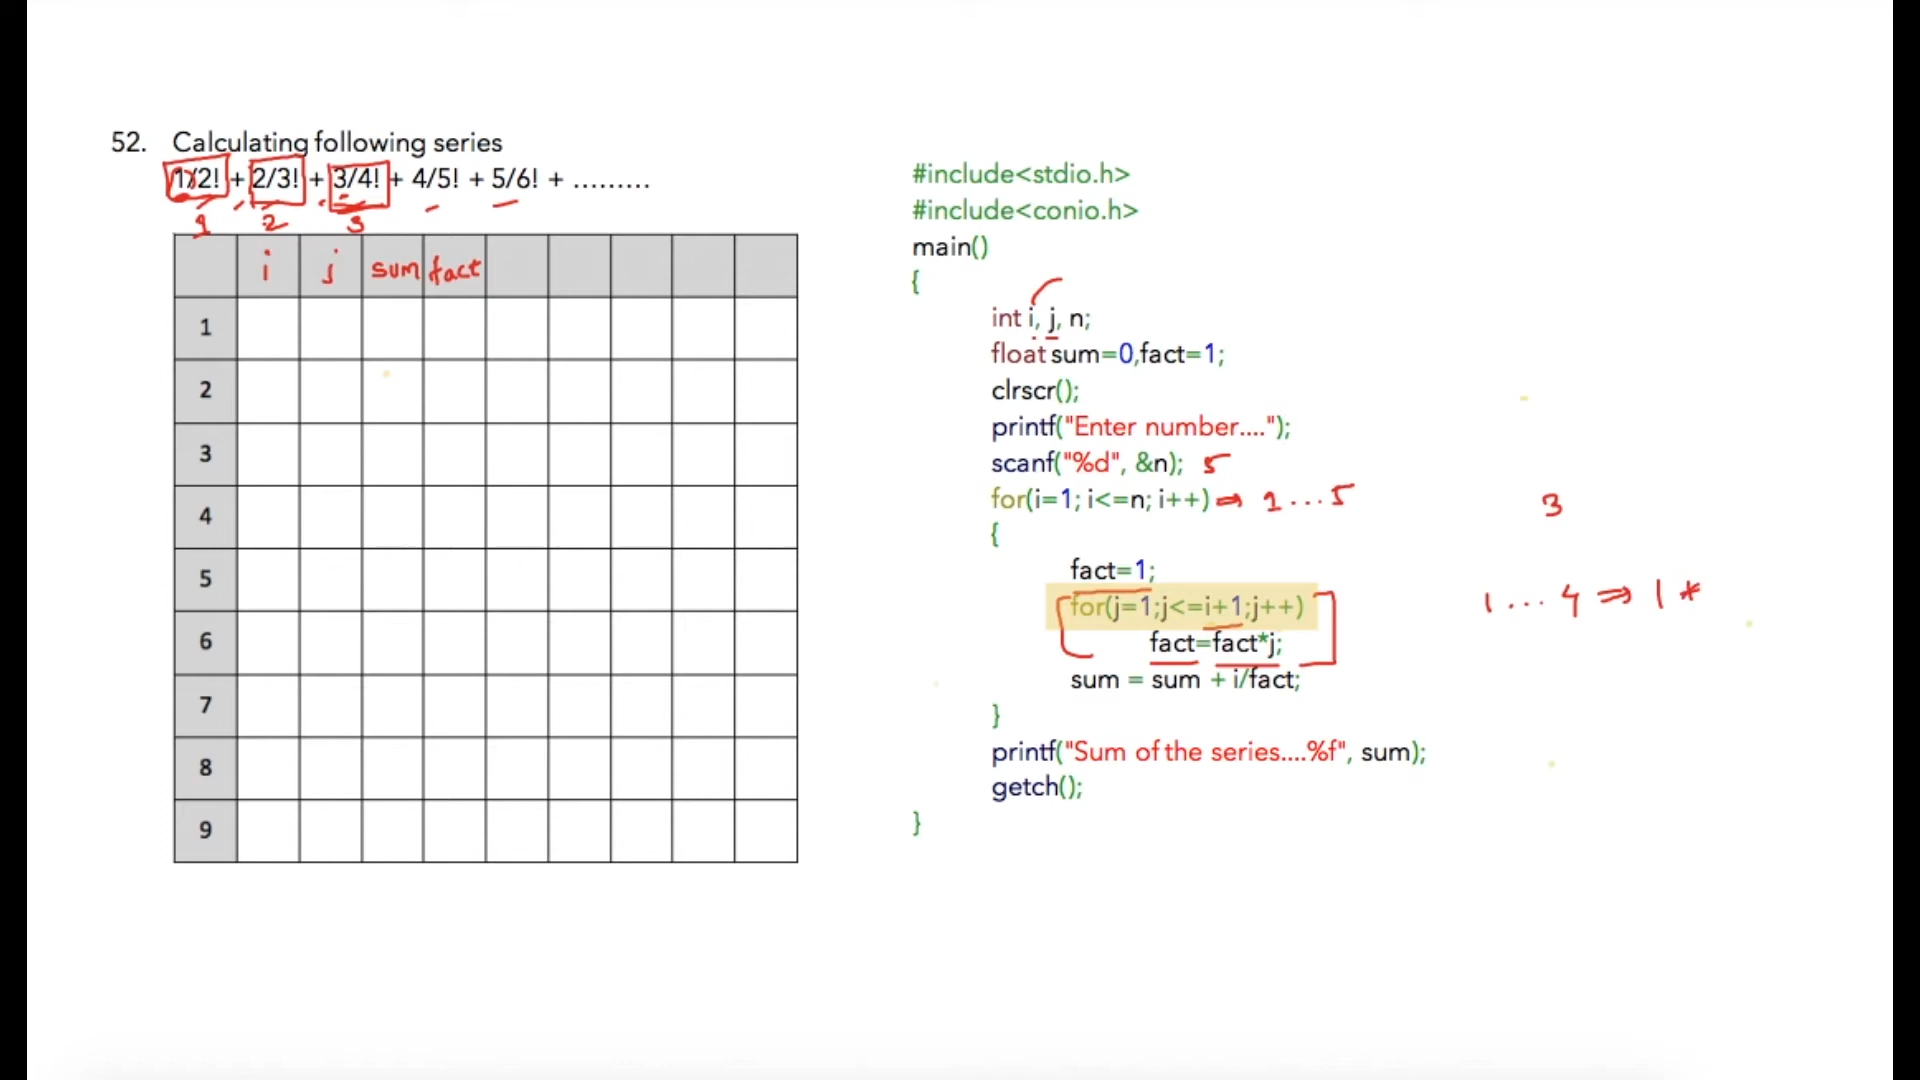 52. Calculating following series
1/2! + 2/3! + 3/4! + 4/5! + 5/6! + .........
1 2 3
i j sum fact
1
2
3
4
5
6
7
8
9
#include<stdio.h>
#include<conio.h>
main()
{
int i, j, n;
float sum=0,fact=1;
clrscr();
printf("Enter number....");
scanf("%d", &n); 5
for(i=1; i<=n; i++) ⇒ 1 ... 5
3
{
fact=1;
for(j=1;j<=i+1;j++)
1 ... 4 ⇒ 1 *
fact=fact*j;
sum = sum + i/fact;
}
printf("Sum of the series....%f", sum);
getch();
}